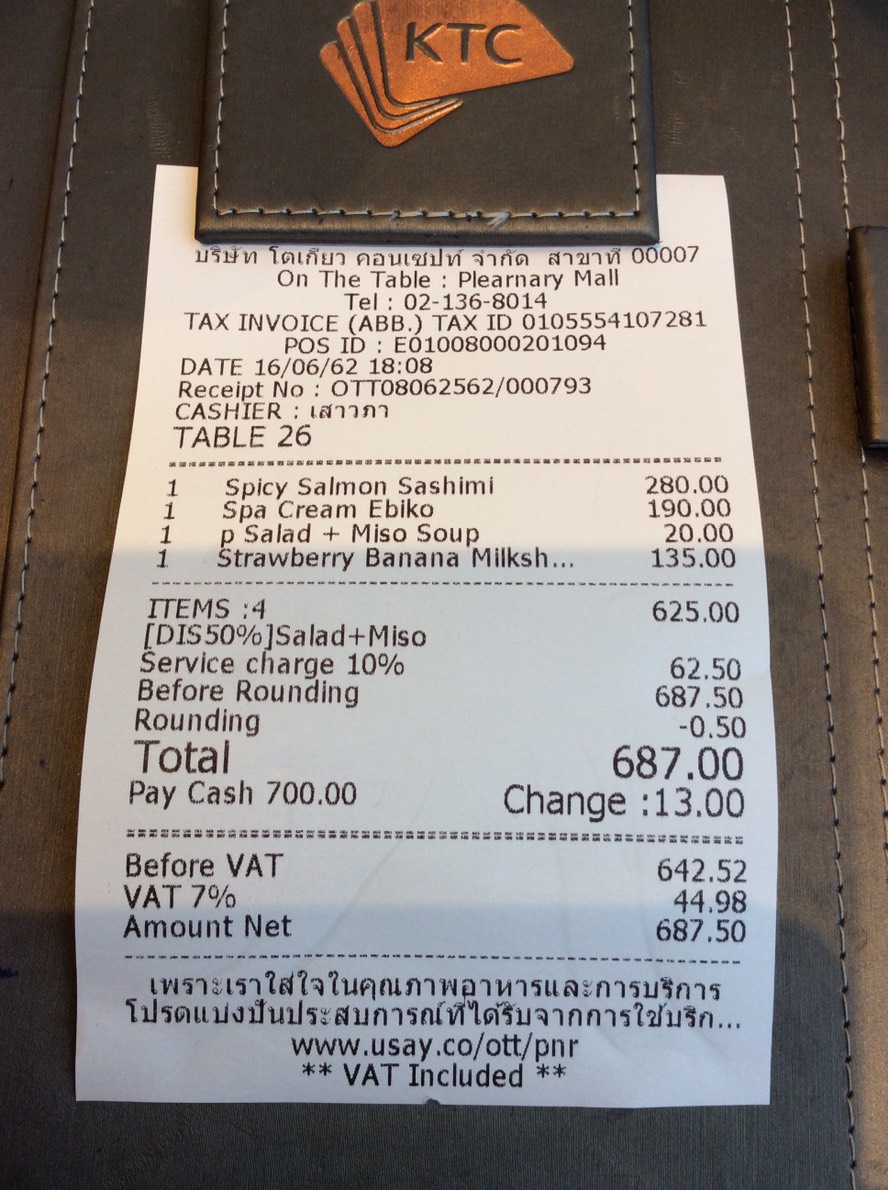 KTC
บริษัท โตเกียว คอนเซปท์ จำกัด สาขาที่ 00007
On The Table : Plearnary Mall
Tel : 02-136-8014
TAX INVOICE (ABB.) TAX ID 0105554107281
POS ID : E01008000201094
DATE 16/06/62 18:08
Receipt No : OTT08062562/000793
CASHIER : เสาวภา
TABLE 26
1 Spicy Salmon Sashimi 280.00
1 Spa Cream Ebiko 190.00
1 p Salad + Miso Soup 20.00
1 Strawberry Banana Milksh... 135.00
ITEMS :4 625.00
[DIS50%]Salad+Miso
Service charge 10% 62.50
Before Rounding 687.50
Rounding -0.50
Total 687.00
Pay Cash 700.00 Change :13.00
Before VAT 642.52
VAT 7% 44.98
Amount Net 687.50
เพราะเราใส่ใจในคุณภาพอาหารและการบริการ
โปรดแบ่งปันประสบการณ์ที่ได้รับจากการใช้บริก...
www.usay.co/ott/pnr
** VAT Included **